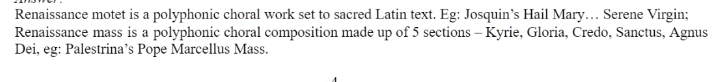 Renaissance motet is a polyphonic choral work set to sacred Latin text. Eg: Josquin’s Hail Mary… Serene Virgin;
Renaissance mass is a polyphonic choral composition made up of 5 sections – Kyrie, Gloria, Credo, Sanctus, Agnus
Dei, eg: Palestrina’s Pope Marcellus Mass.